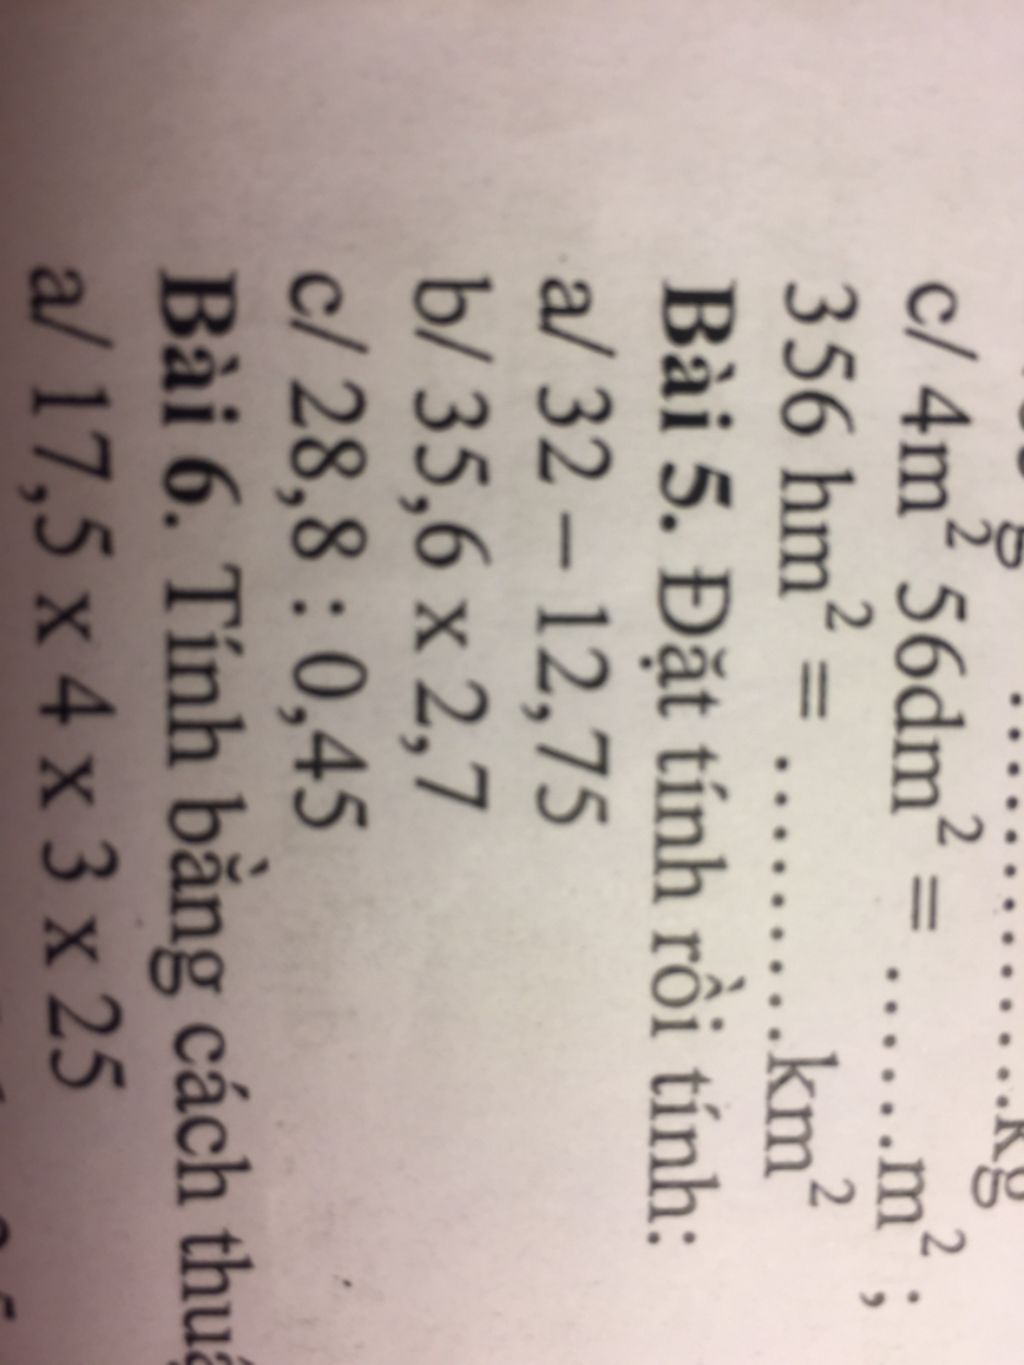 kg
c/ 4m² 56dm² = .......m² ;
356 hm² = ..........km²
Bài 5. Đặt tính rồi tính:
a/ 32 – 12,75
b/ 35,6 x 2,7
c/ 28,8 : 0,45
Bài 6. Tính bằng cách
a/ 17,5 x 4 x 3 x 25